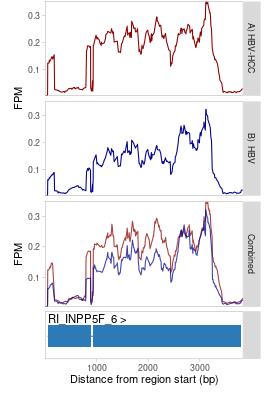 0.3
0.2
0.1
FPM
A) HBV-HCC
0.3
0.2
0.1
B) HBV
0.3
0.2
0.1
FPM
Combined
RI_INPP5F_6 >
1000
2000
3000
Distance from region start (bp)